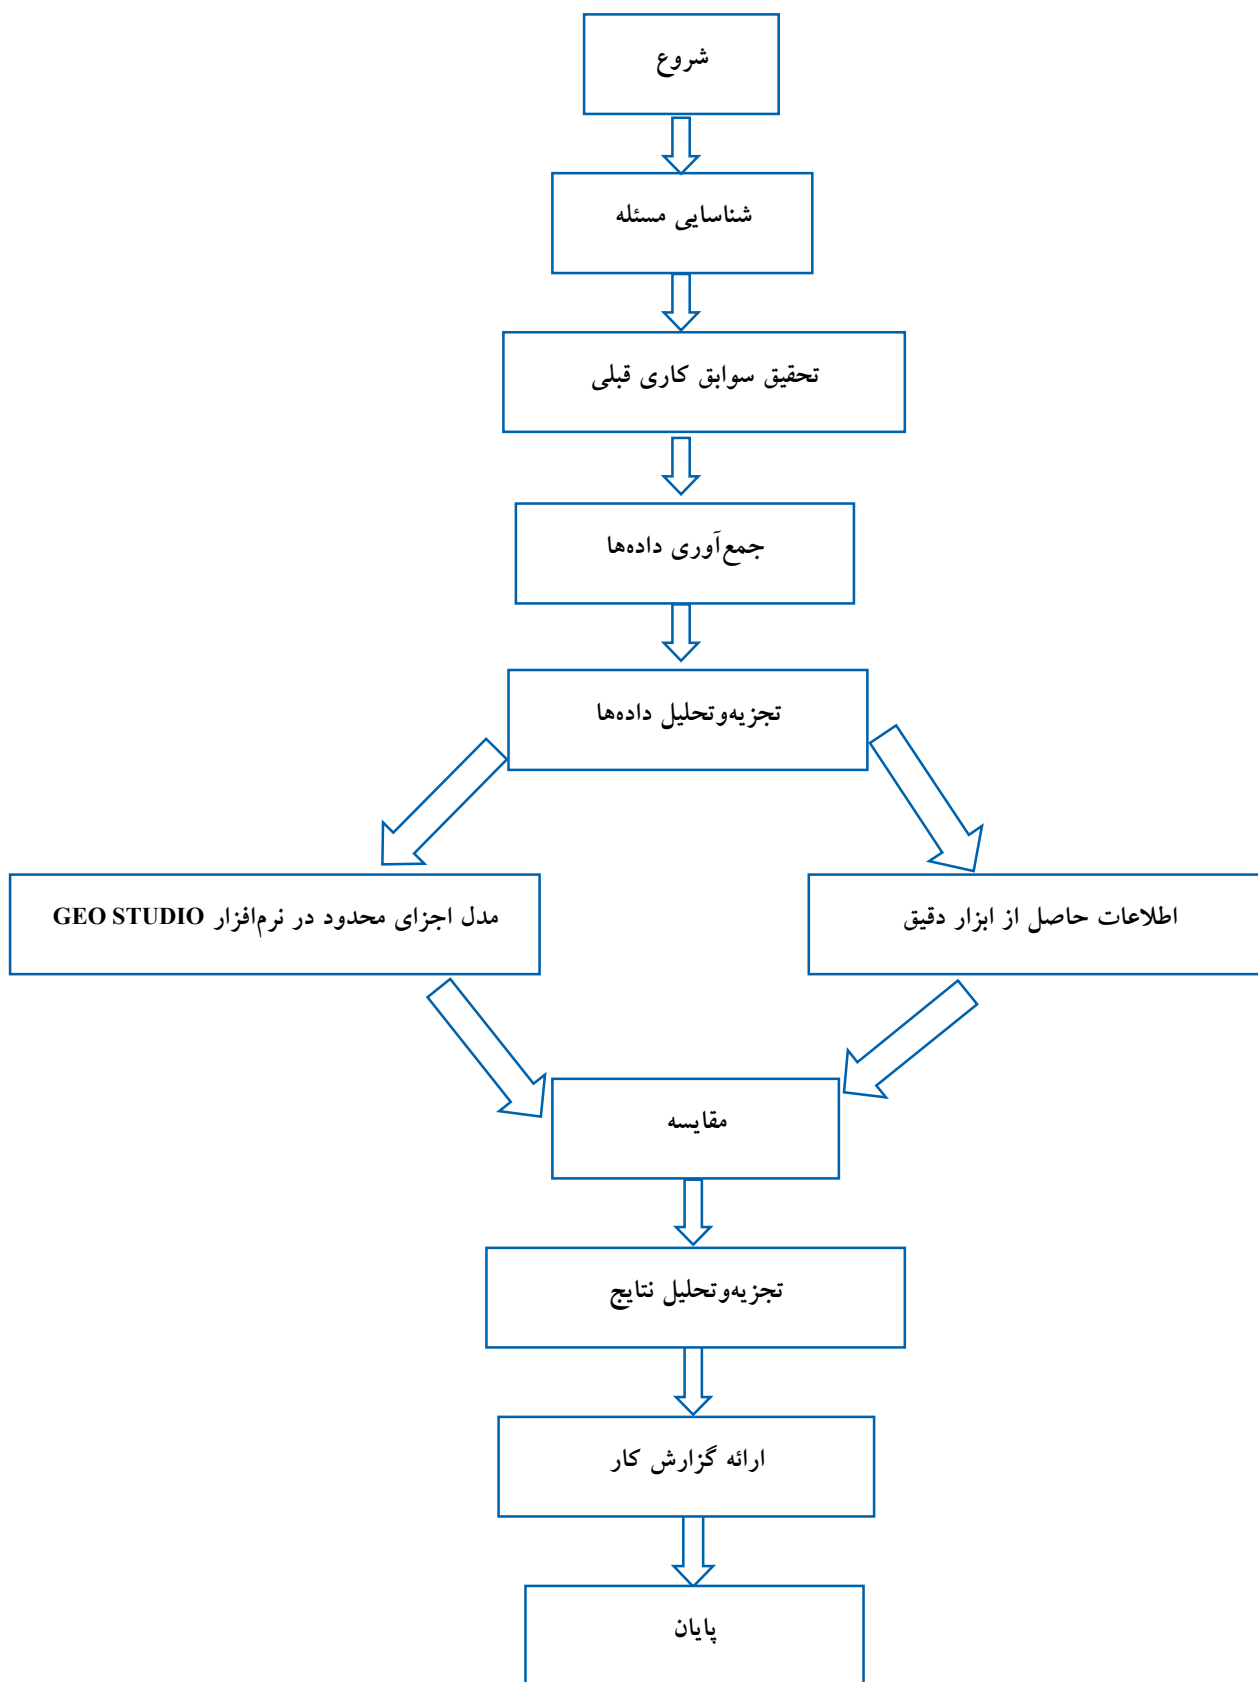 شروع
شناسایی مسئله
تحقیق سوابق کاری قبلی
جمع‌آوری داده‌ها
تجزیه‌وتحلیل داده‌ها
اطلاعات حاصل از ابزار دقیق
مدل اجزای محدود در نرم‌افزار GEO STUDIO
مقایسه
تجزیه‌وتحلیل نتایج
ارائه گزارش کار
پایان